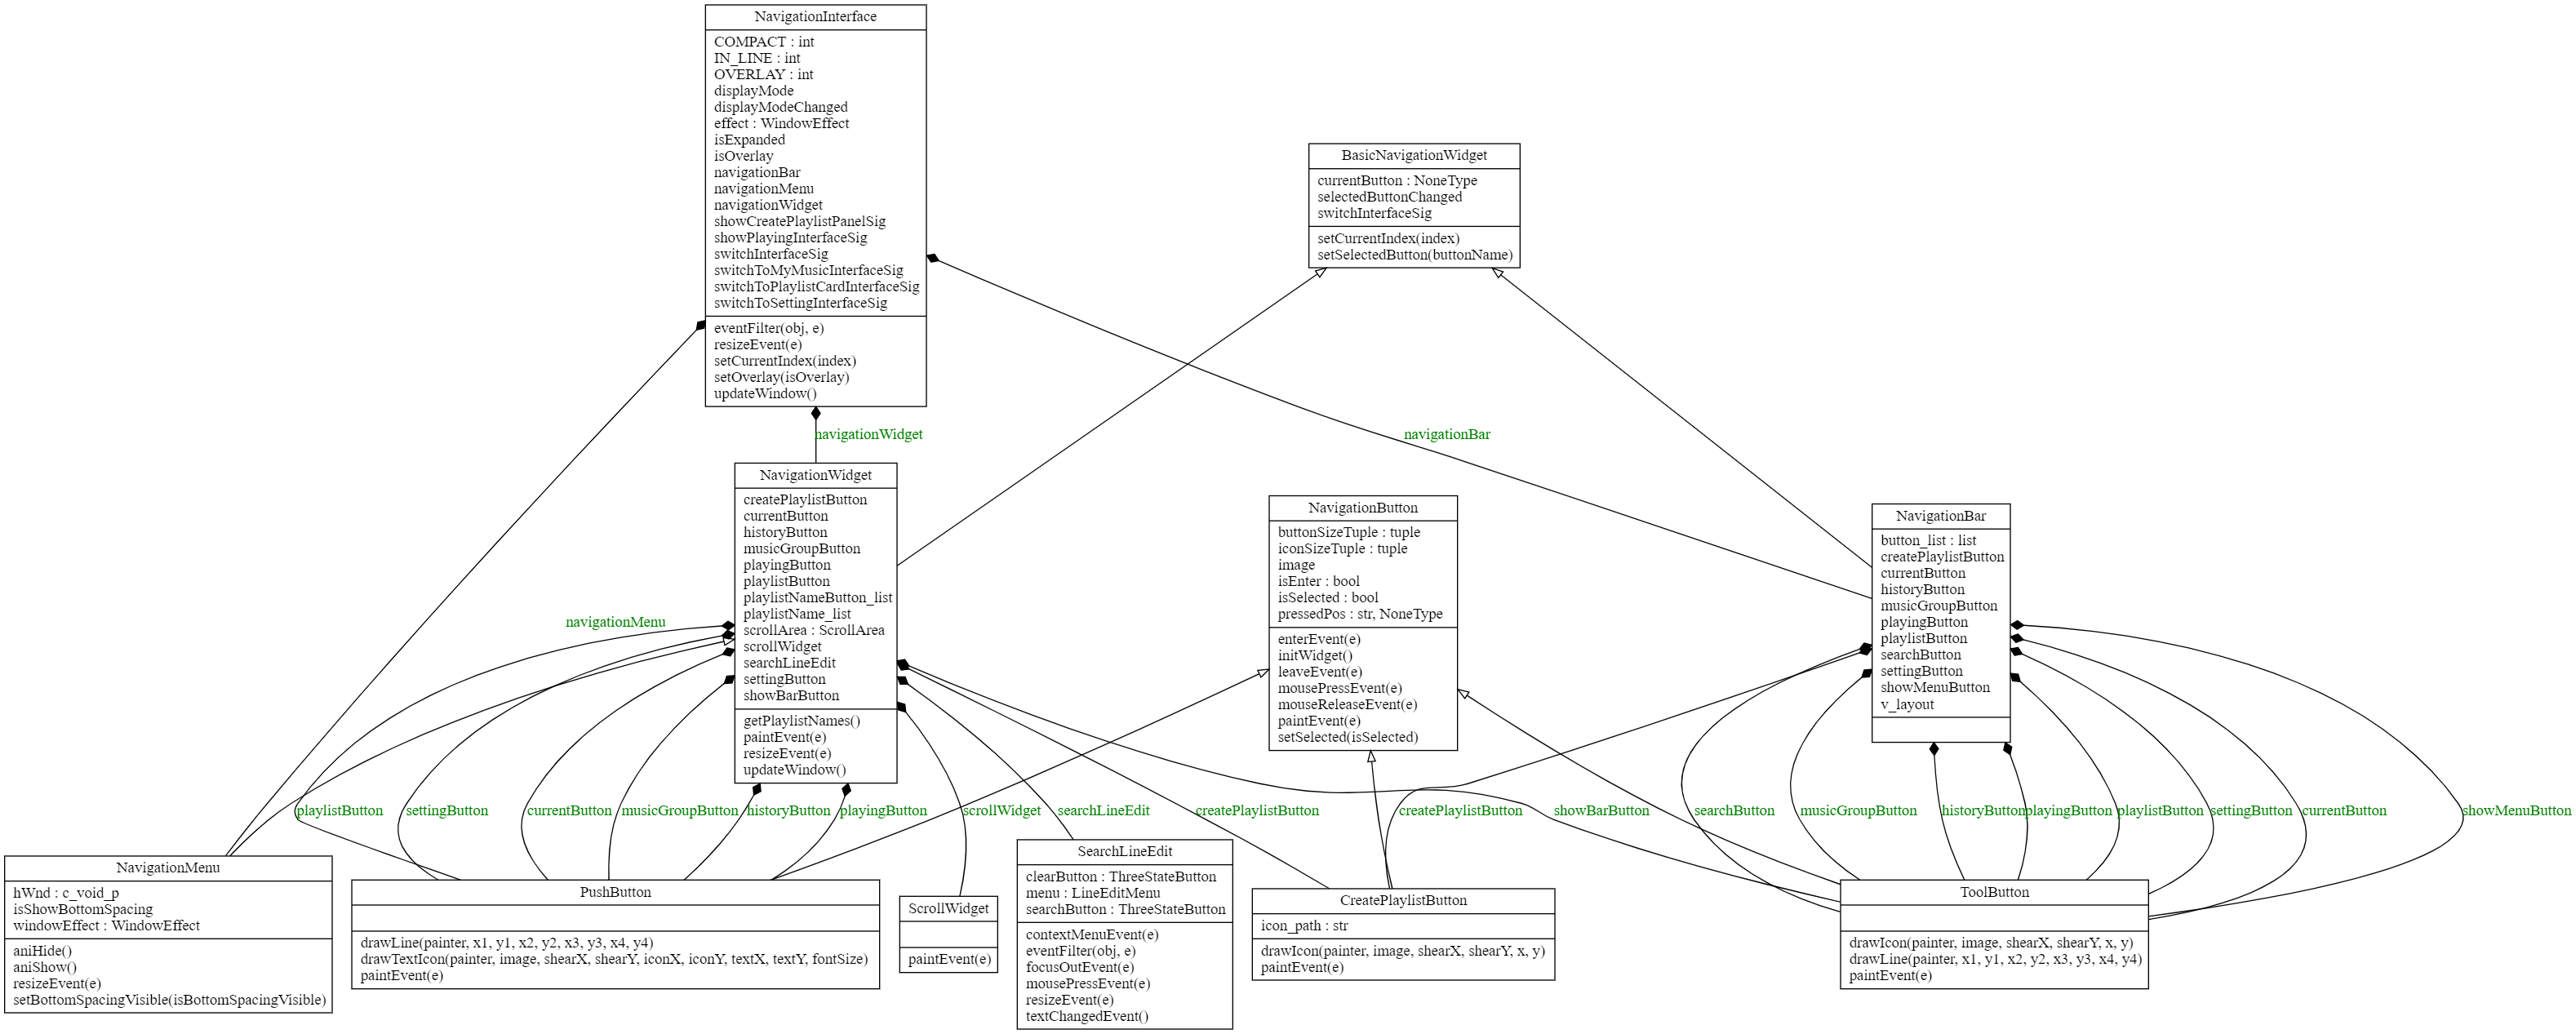 NavigationInterface
COMPACT : int
IN_LINE : int
OVERLAY : int
displayMode
displayModeChanged
effect : WindowEffect
isExpanded
isOverlay
navigationBar
navigationMenu
navigationWidget
showCreatePlaylistPanelSig
showPlayingInterfaceSig
switchInterfaceSig
switchToMyMusicInterfaceSig
switchToPlaylistCardInterfaceSig
switchToSettingInterfaceSig
eventFilter(obj, e)
resizeEvent(e)
setCurrentIndex(index)
setOverlay(isOverlay)
updateWindow()
BasicNavigationWidget
currentButton : NoneType
selectedButtonChanged
switchInterfaceSig
setCurrentIndex(index)
setSelectedButton(buttonName)
navigationWidget
navigationBar
navigationMenu
NavigationWidget
createPlaylistButton
currentButton
historyButton
musicGroupButton
playingButton
playlistButton
playlistNameButton_list
playlistName_list
scrollArea : ScrollArea
scrollWidget
searchLineEdit
settingButton
showBarButton
getPlaylistNames()
paintEvent(e)
resizeEvent(e)
updateWindow()
NavigationButton
buttonSizeTuple : tuple
iconSizeTuple : tuple
image
isEnter : bool
isSelected : bool
pressedPos : str, NoneType
enterEvent(e)
initWidget()
leaveEvent(e)
mousePressEvent(e)
mouseReleaseEvent(e)
paintEvent(e)
setSelected(isSelected)
NavigationBar
button_list : list
createPlaylistButton
currentButton
historyButton
musicGroupButton
playingButton
playlistButton
searchButton
settingButton
showMenuButton
v_layout
playlistButton
settingButton
currentButton
musicGroupButton
historyButton
playingButton
scrollWidget
searchLineEdit
createPlaylistButton
createPlaylistButton
showBarButton
searchButton
musicGroupButton
historyButton
playingButton
playlistButton
settingButton
currentButton
showMenuButton
NavigationMenu
hWnd : c_void_p
isShowBottomSpacing
windowEffect : WindowEffect
aniHide()
aniShow()
resizeEvent(e)
setBottomSpacingVisible(isBottomSpacingVisible)
PushButton
drawLine(painter, x1, y1, x2, y2, x3, y3, x4, y4)
drawTextIcon(painter, image, shearX, shearY, iconX, iconY, textX, textY, fontSize)
paintEvent(e)
ScrollWidget
paintEvent(e)
SearchLineEdit
clearButton : ThreeStateButton
menu : LineEditMenu
searchButton : ThreeStateButton
contextMenuEvent(e)
eventFilter(obj, e)
focusOutEvent(e)
mousePressEvent(e)
resizeEvent(e)
textChangedEvent()
CreatePlaylistButton
icon_path : str
drawIcon(painter, image, shearX, shearY, x, y)
paintEvent(e)
ToolButton
drawIcon(painter, image, shearX, shearY, x, y)
drawLine(painter, x1, y1, x2, y2, x3, y3, x4, y4)
paintEvent(e)